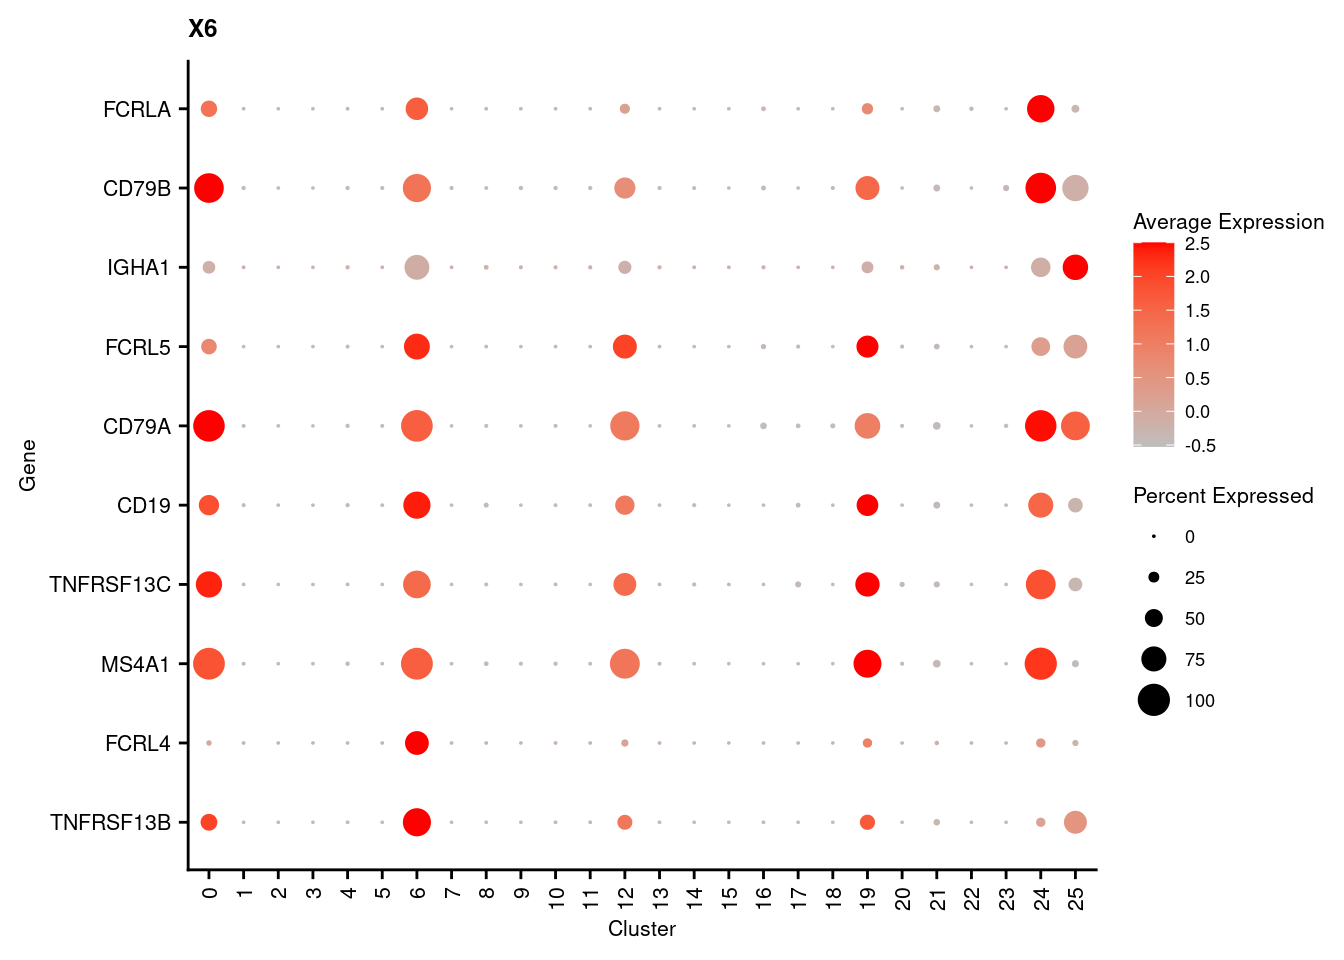 X6
FCRLA
CD79B
IGHA1
FCRL5
CD79A
CD19
TNFRSF13C
MS4A1
FCRL4
TNFRSF13B
Gene
0 1 2 3 4 5 6 7 8 9 10 11 12 13 14 15 16 17 18 19 20 21 22 23 24 25
Cluster
Average Expression
2.5
2.0
1.5
1.0
0.5
0.0
-0.5
Percent Expressed
0
25
50
75
100